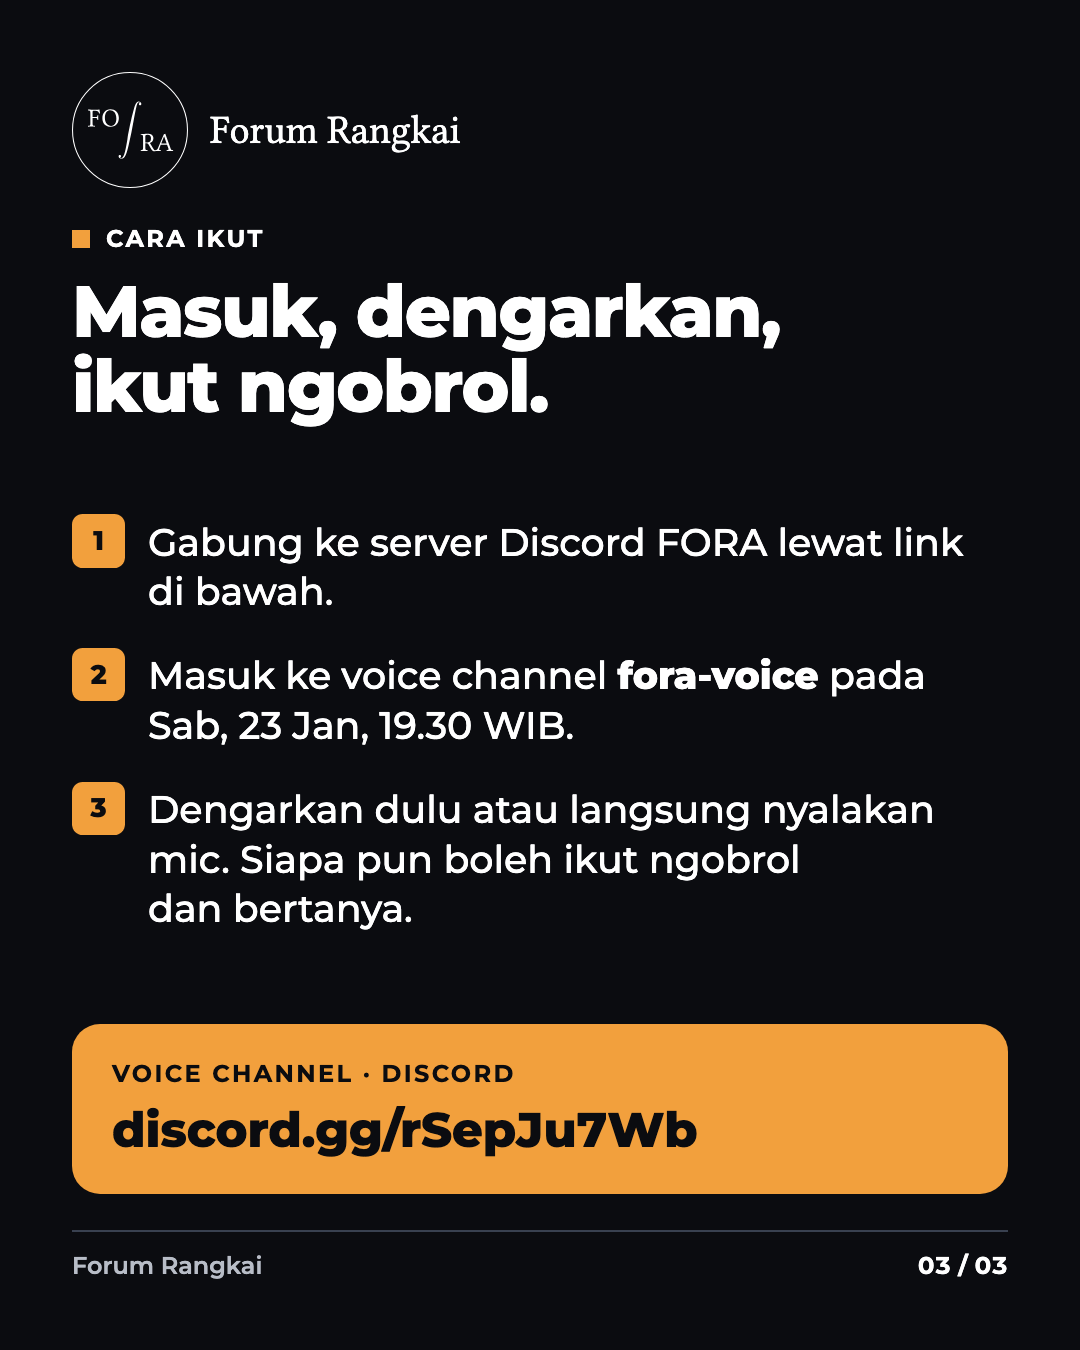 FO
RA
Forum Rangkai
CARA IKUT
Masuk, dengarkan,
ikut ngobrol.
1
Gabung ke server Discord FORA lewat link
di bawah.
2
Masuk ke voice channel fora-voice pada
Sab, 23 Jan, 19.30 WIB.
3
Dengarkan dulu atau langsung nyalakan
mic. Siapa pun boleh ikut ngobrol
dan bertanya.
VOICE CHANNEL · DISCORD
discord.gg/rSepJu7Wb
Forum Rangkai
03 / 03